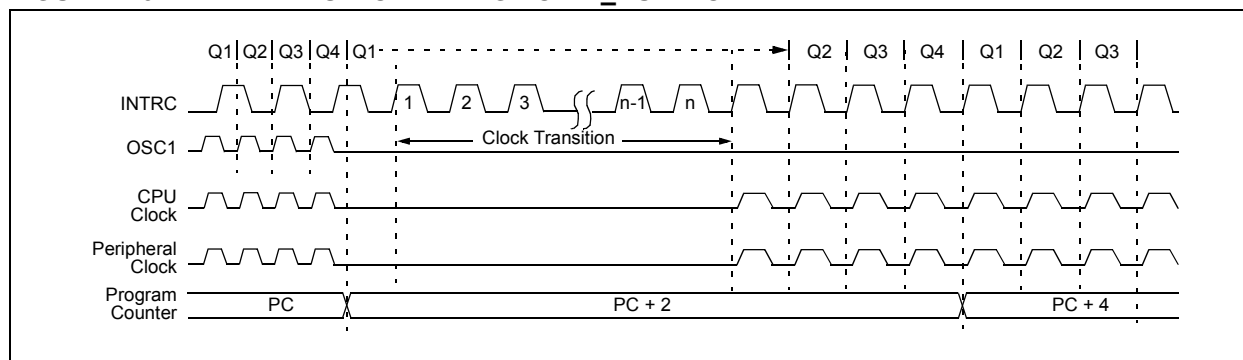 Q1 Q2 Q3 Q4 Q1 Q2 Q3 Q4 Q1 Q2 Q3
INTRC 1 2 3 n-1 n
Clock Transition
OSC1
CPU
Clock
Peripheral
Clock
Program
Counter
PC PC + 2 PC + 4